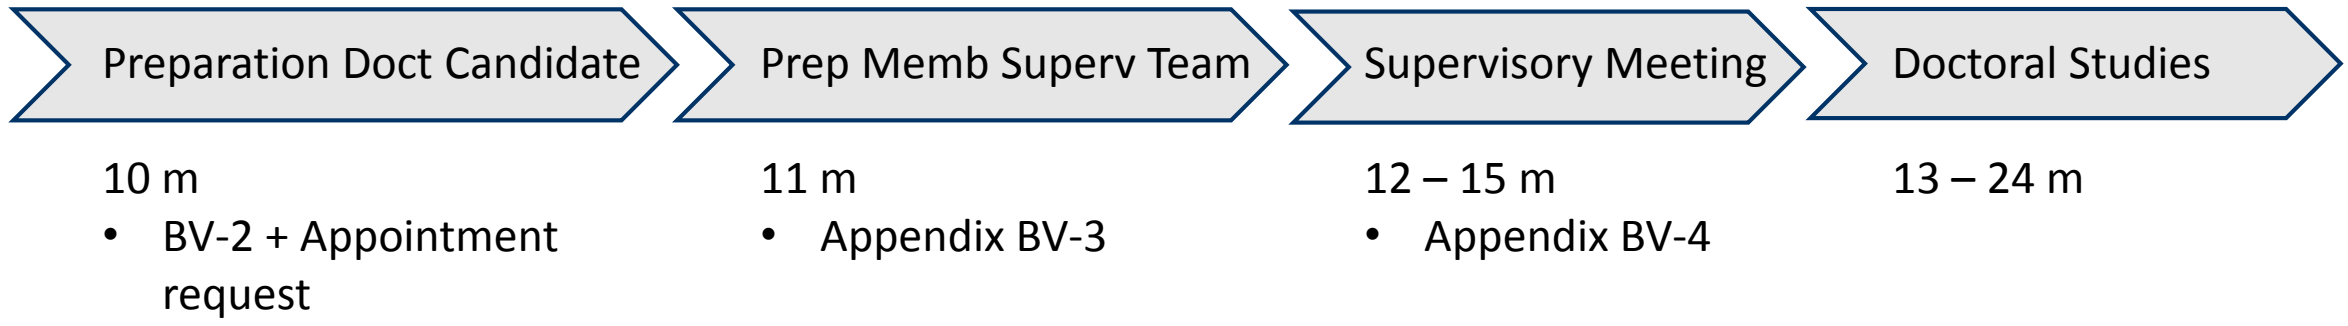 Preparation Doct Candidate
Prep Memb Superv Team
Supervisory Meeting
Doctoral Studies
10 m
• BV-2 + Appointment
request
11 m
• Appendix BV-3
12 – 15 m
• Appendix BV-4
13 – 24 m